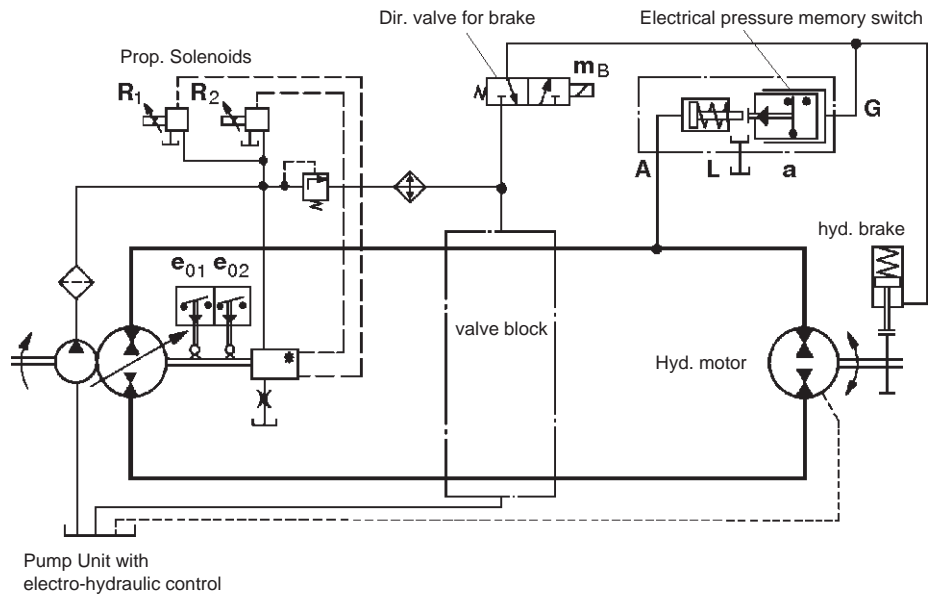 Dir. valve for brake
Electrical pressure memory switch
Prop. Solenoids
m B
R1
R2
G
A
L
a
hyd. brake
e01
e02
valve block
Hyd. motor
*
Pump Unit with
electro-hydraulic control